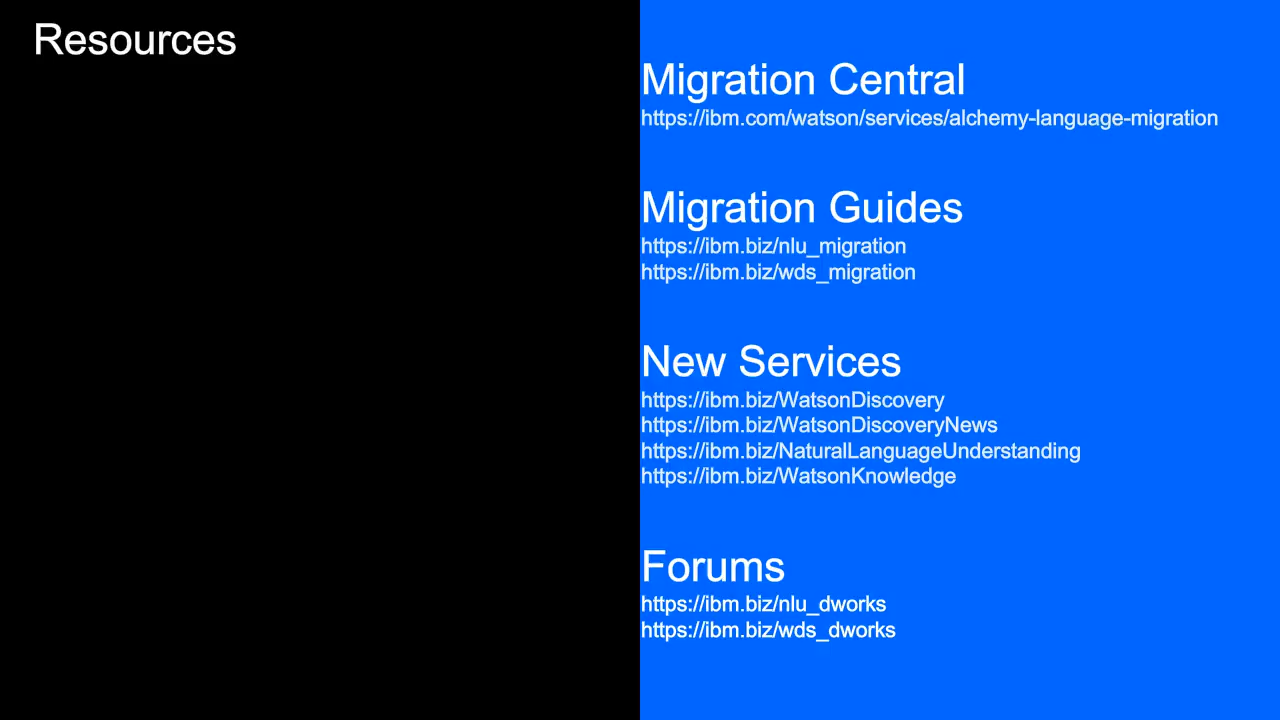 Resources
Migration Central
https://ibm.com/watson/services/alchemy-language-migration
Migration Guides
https://ibm.biz/nlu_migration
https://ibm.biz/wds_migration
New Services
https://ibm.biz/WatsonDiscovery
https://ibm.biz/WatsonDiscoveryNews
https://ibm.biz/NaturalLanguageUnderstanding
https://ibm.biz/WatsonKnowledge
Forums
https://ibm.biz/nlu_dworks
https://ibm.biz/wds_dworks